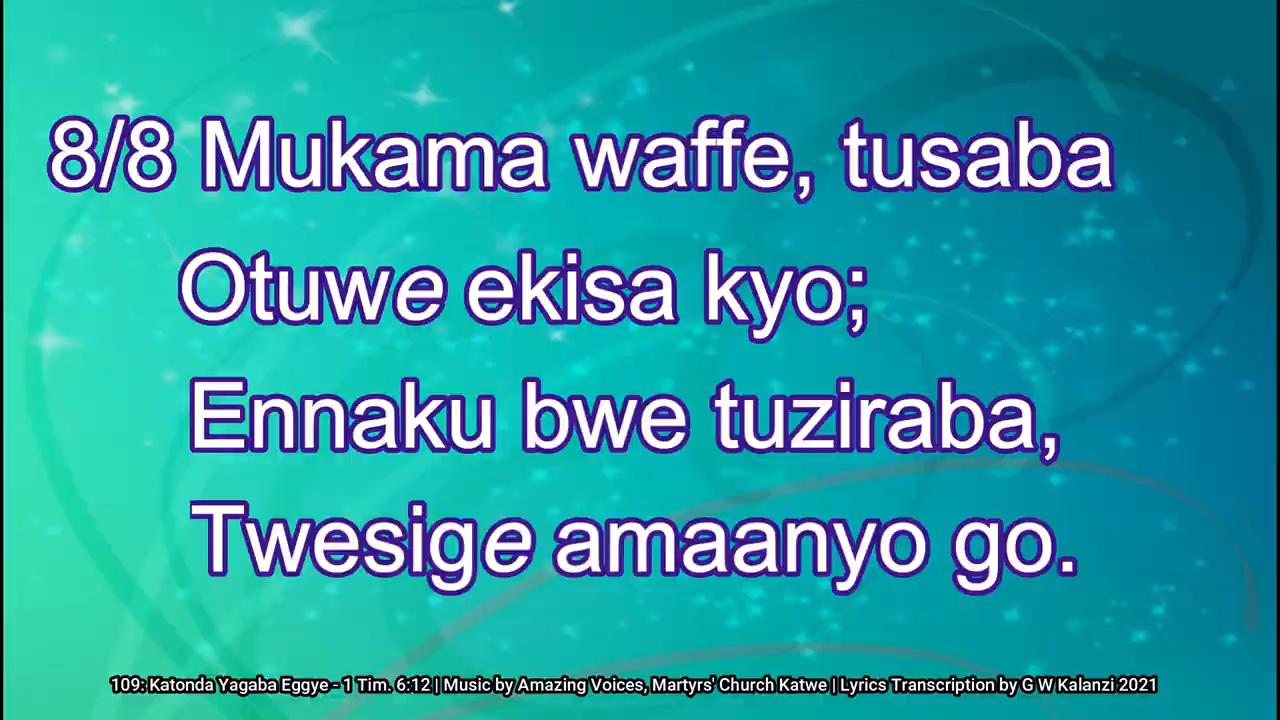 8/8 Mukama waffe, tusaba
Otuwe ekisa kyo;
Ennaku bwe tuziraba,
Twesige amaanyo go.
109: Katonda Yagaba Eggye - 1 Tim. 6:12 | Music by Amazing Voices, Martyrs' Church Katwe | Lyrics Transcription by G W Kalanzi 2021